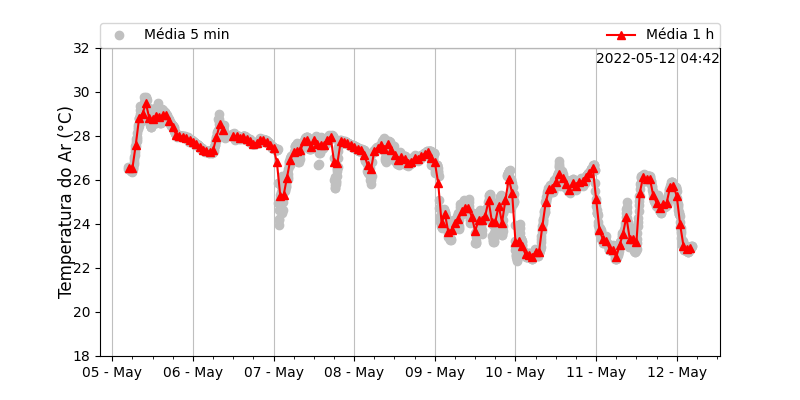 Média 5 min
Média 1 h
2022-05-12 04:42
Temperatura do Ar (°C)
32
30
28
26
24
22
20
18
05 - May
06 - May
07 - May
08 - May
09 - May
10 - May
11 - May
12 - May